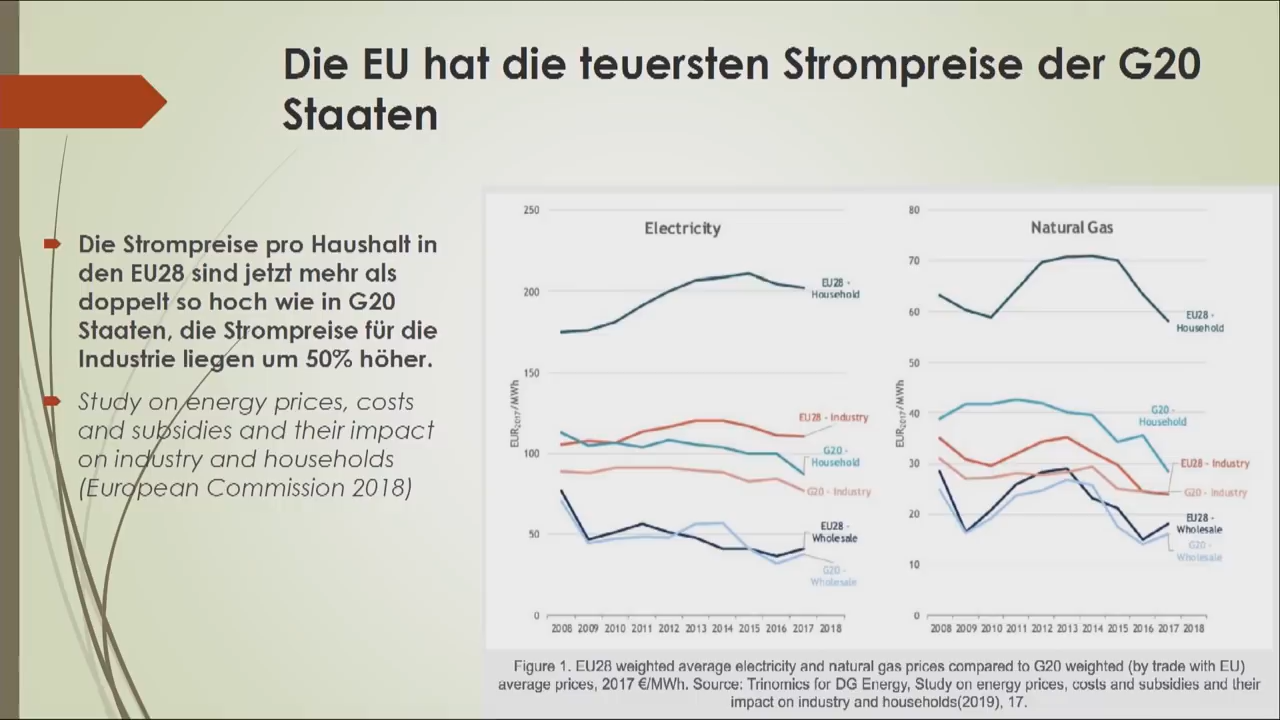 Die EU hat die teuersten Strompreise der G20
Staaten
Die Strompreise pro Haushalt in
den EU28 sind jetzt mehr als
doppelt so hoch wie in G20
Staaten, die Strompreise für die
Industrie liegen um 50% höher.
Study on energy prices, costs
and subsidies and their impact
on industry and households
(European Commission 2018)
Electricity
EUR2017/MWh
250
200
150
100
50
0
EU28 -
Household
EU28 - Industry
G20 -
Household
G20 - Industry
EU28 -
Wholesale
G20 -
Wholesale
2008 2009 2010 2011 2012 2013 2014 2015 2016 2017 2018
Natural Gas
EUR2017/MWh
80
70
60
50
40
30
20
10
0
EU28 -
Household
G20 -
Household
EU28 - Industry
G20 - Industry
EU28 -
Wholesale
G20 -
Wholesale
2008 2009 2010 2011 2012 2013 2014 2015 2016 2017 2018
Figure 1. EU28 weighted average electricity and natural gas prices compared to G20 weighted (by trade with EU)
average prices, 2017 €/MWh. Source: Trinomics for DG Energy, Study on energy prices, costs and subsidies and their
impact on industry and households(2019), 17.